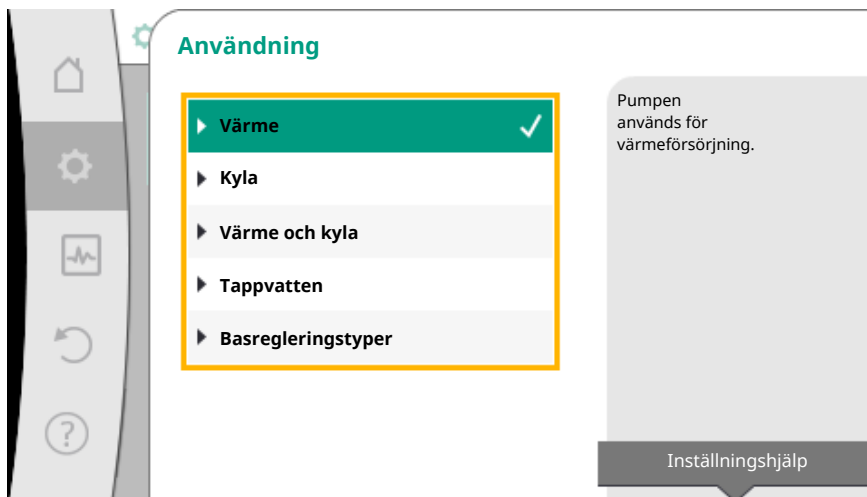 Användning
Värme
Kyla
Värme och kyla
Tappvatten
Basregleringstyper
Pumpen
används för
värmeförsörjning.
Inställningshjälp